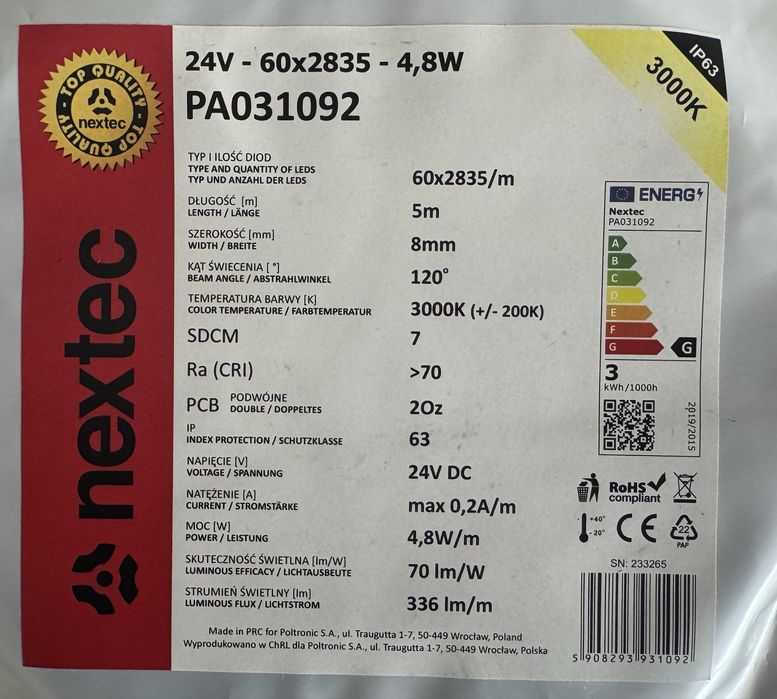 24V - 60x2835 - 4,8W
PA031092
IP63
3000K
TOP QUALITY
nextec
TOP QUALITY
nextec
TYP I ILOŚĆ DIOD
TYPE AND QUANTITY OF LEDS
TYP UND ANZAHL DER LEDS
60x2835/m
DŁUGOŚĆ [m]
LENGTH / LÄNGE
5m
SZEROKOŚĆ [mm]
WIDTH / BREITE
8mm
KĄT ŚWIECENIA [ °]
BEAM ANGLE / ABSTRAHLWINKEL
120°
TEMPERATURA BARWY [K]
COLOR TEMPERATURE / FARBTEMPERATUR
3000K (+/- 200K)
SDCM
7
Ra (CRI)
>70
PCB PODWÓJNE
DOUBLE / DOPPELTES
2Oz
IP
INDEX PROTECTION / SCHUTZKLASSE
63
NAPIĘCIE [V]
VOLTAGE / SPANNUNG
24V DC
NATĘŻENIE [A]
CURRENT / STROMSTÄRKE
max 0,2A/m
MOC [W]
POWER / LEISTUNG
4,8W/m
SKUTECZNOŚĆ ŚWIETLNA [lm/W]
LUMINOUS EFFICACY / LICHTAUSBEUTE
70 lm/W
STRUMIEŃ ŚWIETLNY [lm]
LUMINOUS FLUX / LICHTSTROM
336 lm/m
Made in PRC for Poltronic S.A., ul. Traugutta 1-7, 50-449 Wrocław, Poland
Wyprodukowano w ChRL dla Poltronic S.A., ul. Traugutta 1-7, 50-449 Wrocław, Polska
ENERG
Nextec
PA031092
A
B
C
D
E
F
G
G
3
kWh/1000h
2019/2015
RoHS
compliant
+40°
-20°
CE
22
PAP
SN: 233265
5 908293 931092